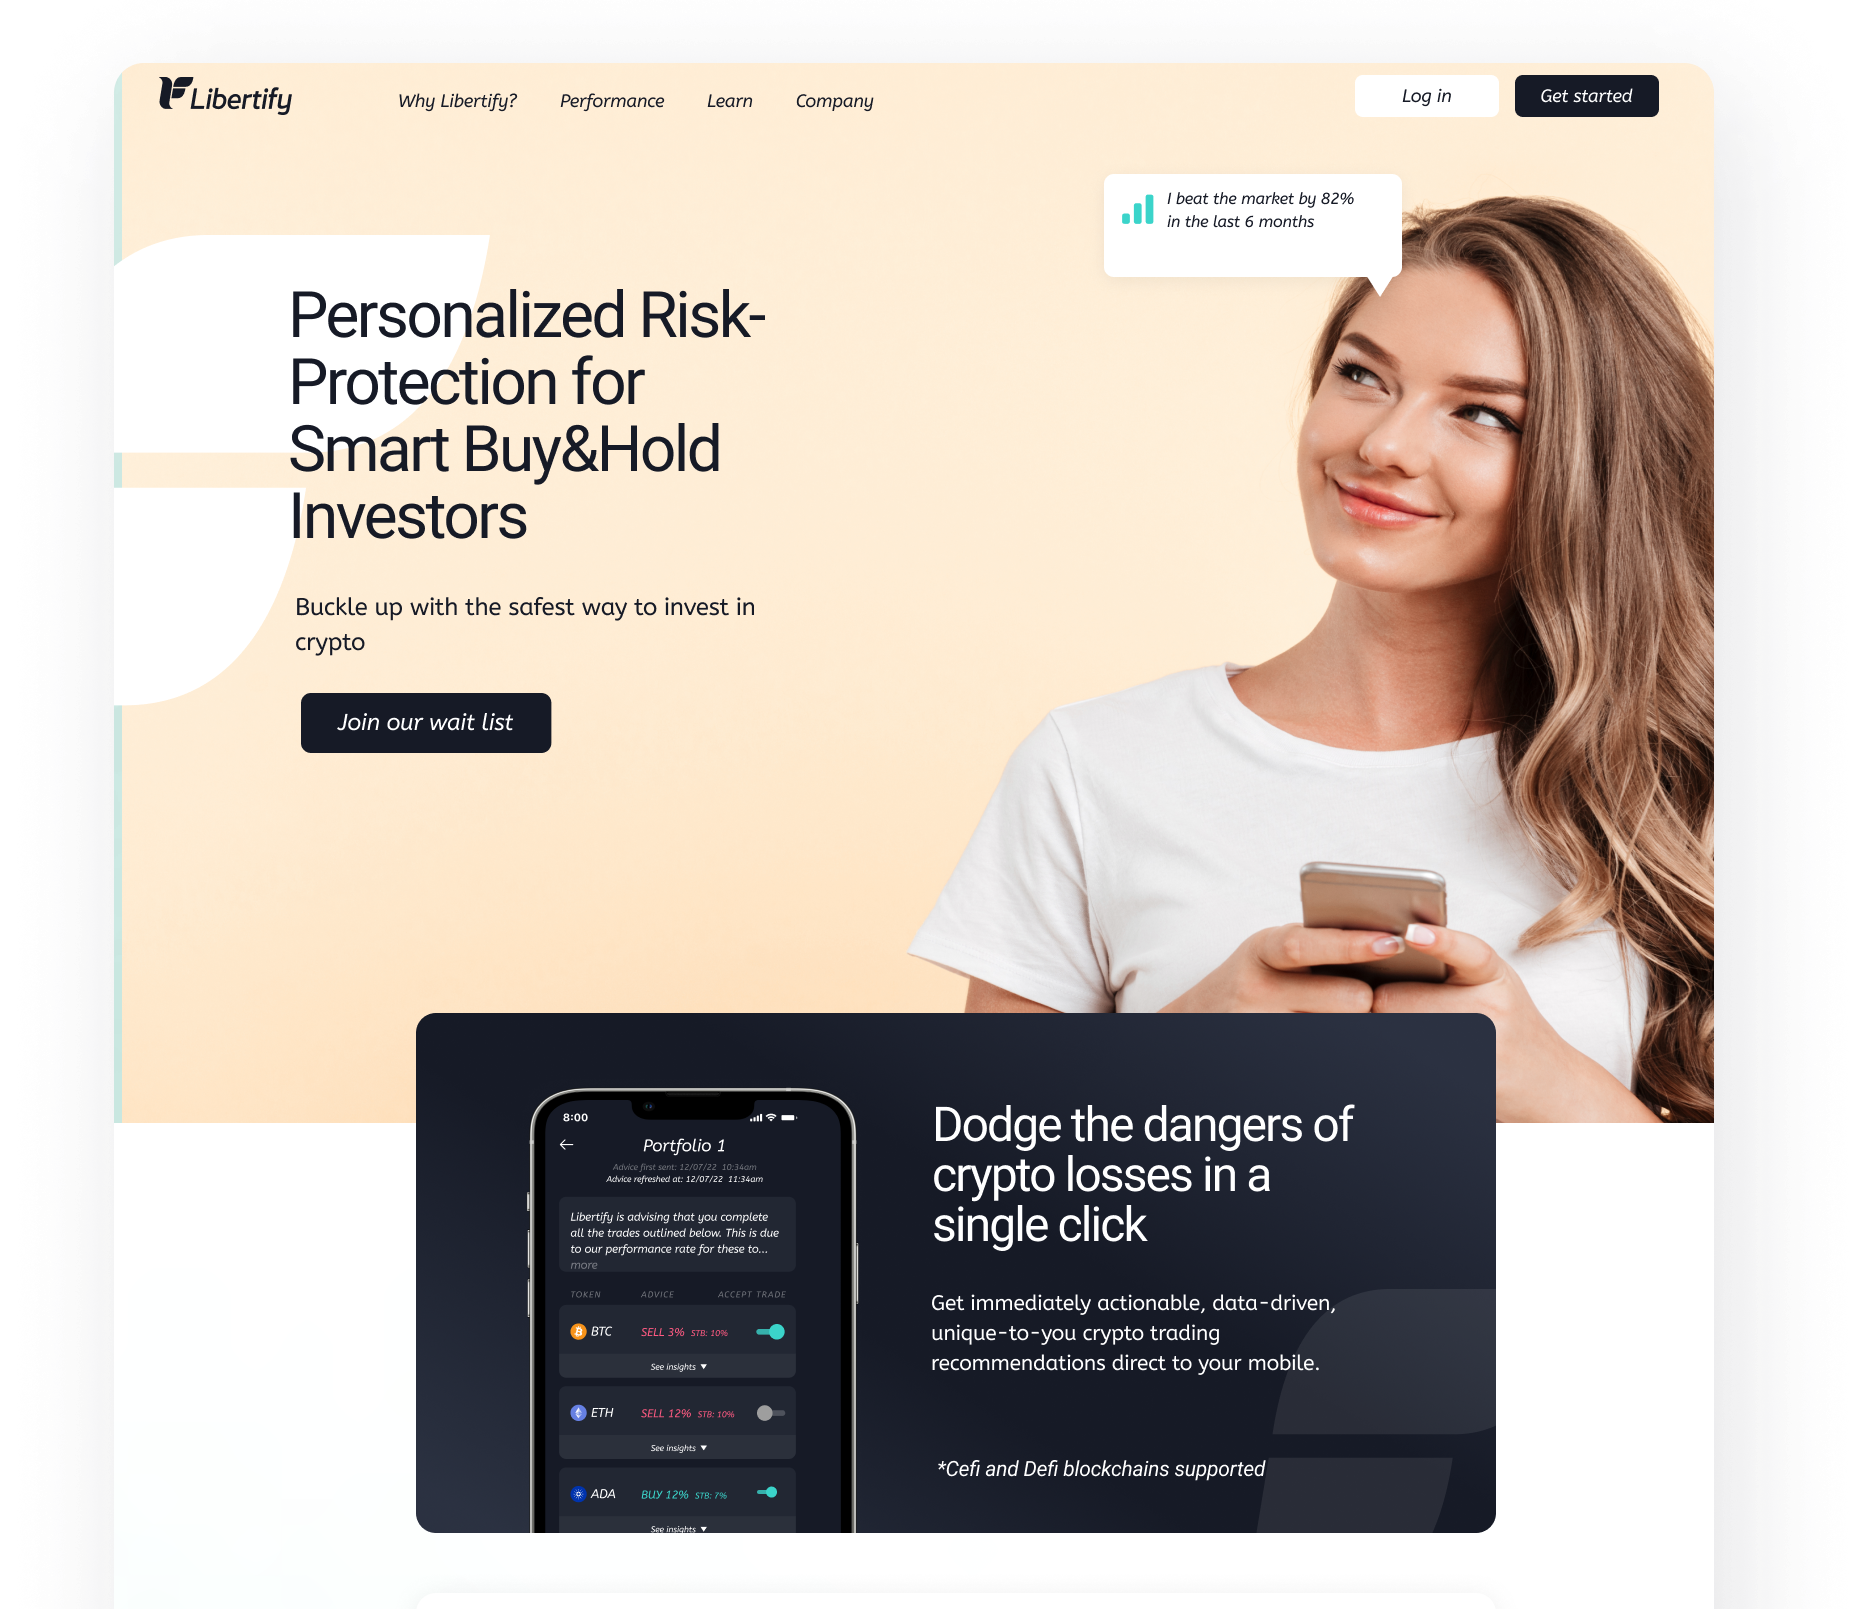 Libertify
Why Libertify? Performance Learn Company
Log in
Get started
I beat the market by 82%
in the last 6 months
Personalized Risk-
Protection for
Smart Buy&Hold
Investors
Buckle up with the safest way to invest in
crypto
Join our wait list
8:00
Portfolio 1
Advice first sent: 12/07/22 10:34am
Advice refreshed at: 12/07/22 11:34am
Libertify is advising that you complete
all the trades outlined below. This is due
to our performance rate for these to...
more
TOKEN ADVICE ACCEPT TRADE
BTC SELL 3% STB: 10%
See insights
ETH SELL 12% STB: 10%
See insights
ADA BUY 12% STB: 7%
See insights
Dodge the dangers of
crypto losses in a
single click
Get immediately actionable, data-driven,
unique-to-you crypto trading
recommendations direct to your mobile.
*Cefi and Defi blockchains supported